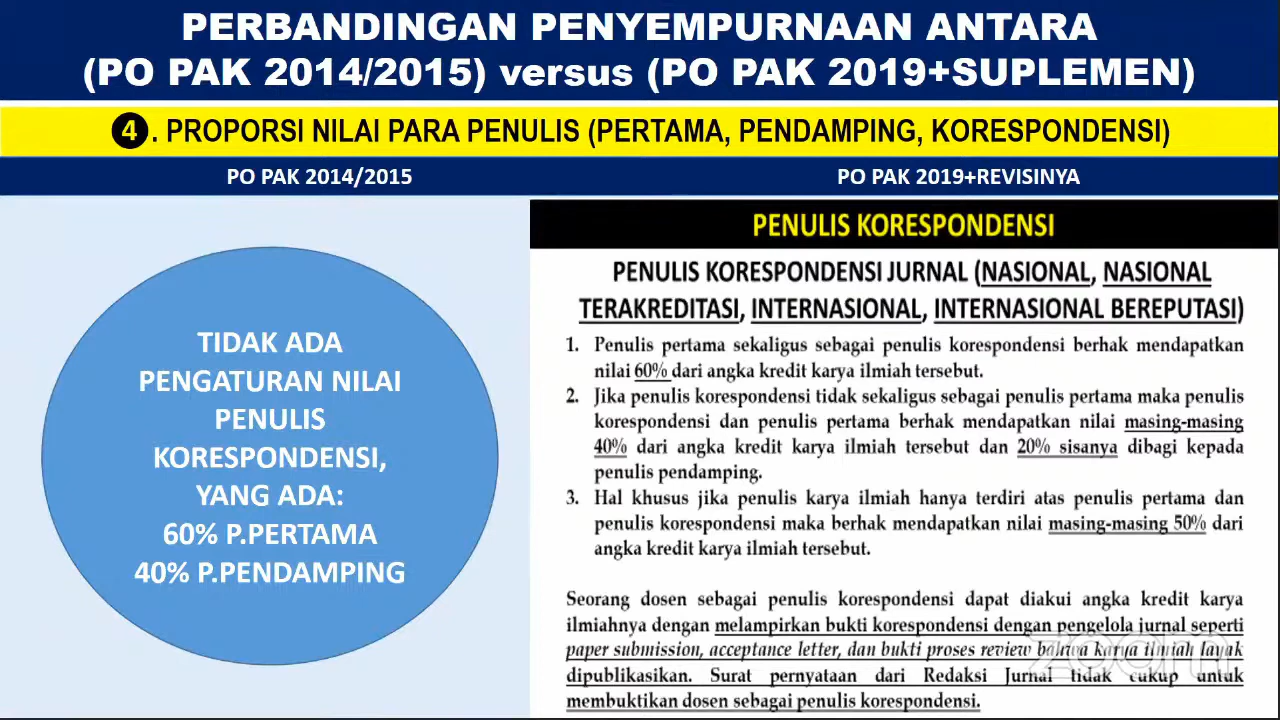 PERBANDINGAN PENYEMPURNAAN ANTARA
(PO PAK 2014/2015) versus (PO PAK 2019+SUPLEMEN)
4. PROPORSI NILAI PARA PENULIS (PERTAMA, PENDAMPING, KORESPONDENSI)
PO PAK 2014/2015
TIDAK ADA
PENGATURAN NILAI
PENULIS
KORESPONDENSI,
YANG ADA:
60% P.PERTAMA
40% P.PENDAMPING
PO PAK 2019+REVISINYA
PENULIS KORESPONDENSI
PENULIS KORESPONDENSI JURNAL (NASIONAL, NASIONAL
TERAKREDITASI, INTERNASIONAL, INTERNASIONAL BEREPUTASI)
1. Penulis pertama sekaligus sebagai penulis korespondensi berhak mendapatkan
nilai 60% dari angka kredit karya ilmiah tersebut.
2. Jika penulis korespondensi tidak sekaligus sebagai penulis pertama maka penulis
korespondensi dan penulis pertama berhak mendapatkan nilai masing-masing
40% dari angka kredit karya ilmiah tersebut dan 20% sisanya dibagi kepada
penulis pendamping.
3. Hal khusus jika penulis karya ilmiah hanya terdiri atas penulis pertama dan
penulis korespondensi maka berhak mendapatkan nilai masing-masing 50% dari
angka kredit karya ilmiah tersebut.
Seorang dosen sebagai penulis korespondensi dapat diakui angka kredit karya
ilmiahnya dengan melampirkan bukti korespondensi dengan pengelola jurnal seperti
paper submission, acceptance letter, dan bukti proses review bahwa karya ilmiah layak
dipublikasikan. Surat pernyataan dari Redaksi Jurnal tidak cukup untuk
membuktikan dosen sebagai penulis korespondensi.
zoom